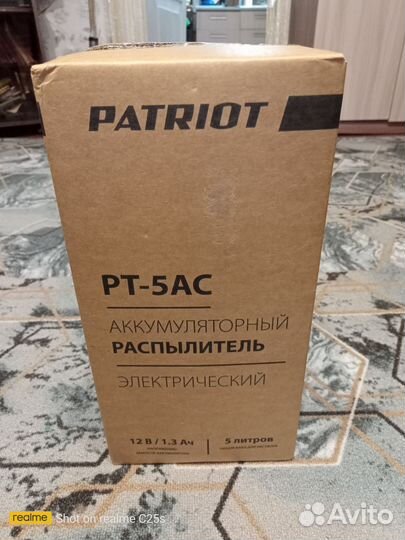 PATRIOT
PT-5AC
АККУМУЛЯТОРНЫЙ
РАСПЫЛИТЕЛЬ
ЭЛЕКТРИЧЕСКИЙ
12 В / 1.3 Ач
5 литров
realme Shot on realme C25s
Avito